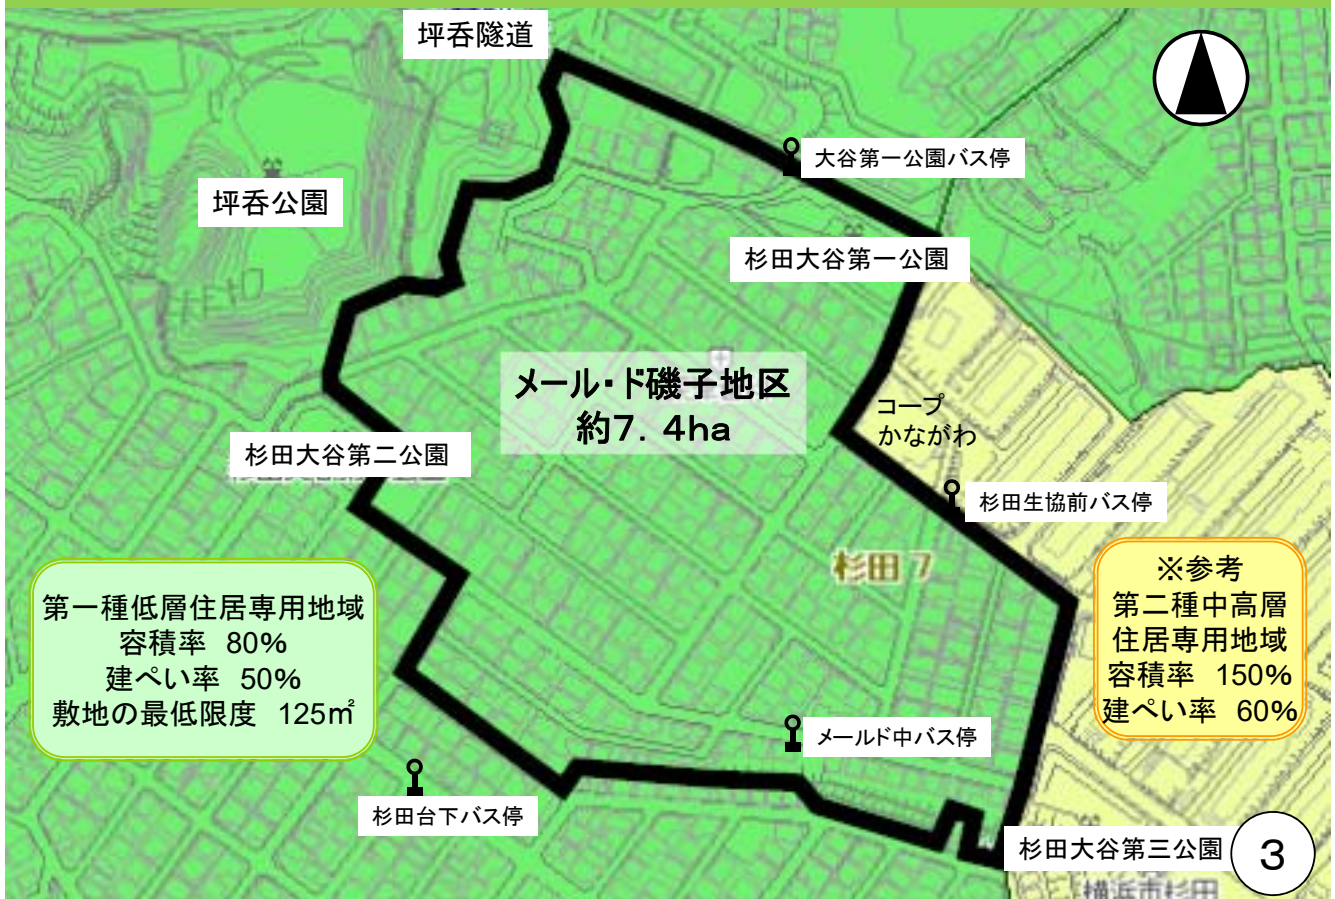 坪呑隧道
大谷第一公園バス停
坪呑公園
杉田大谷第一公園
メール・ド磯子地区
約7.4ha
コープ
かながわ
杉田大谷第二公園
杉田生協前バス停
杉田7
第一種低層住居専用地域
容積率 80%
建ぺい率 50%
敷地の最低限度 125㎡
※参考
第二種中高層
住居専用地域
容積率 150%
建ぺい率 60%
メールド中バス停
杉田台下バス停
杉田大谷第三公園
3
横浜市杉田